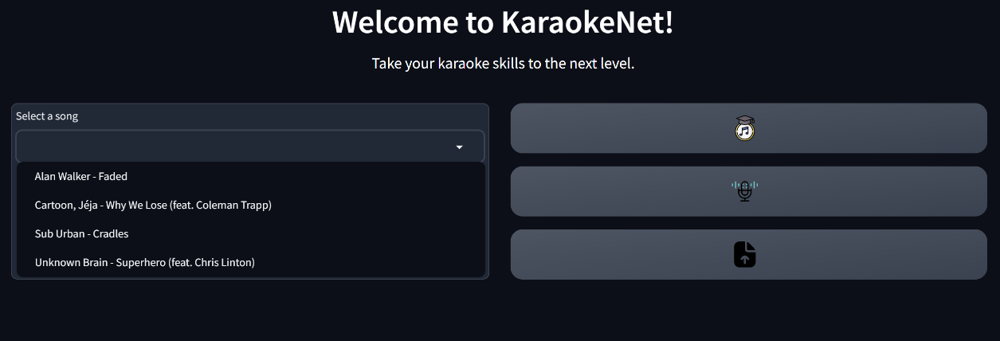 Welcome to KaraokeNet!
Take your karaoke skills to the next level.
Select a song
Alan Walker - Faded
Cartoon, Jéja - Why We Lose (feat. Coleman Trapp)
Sub Urban - Cradles
Unknown Brain - Superhero (feat. Chris Linton)